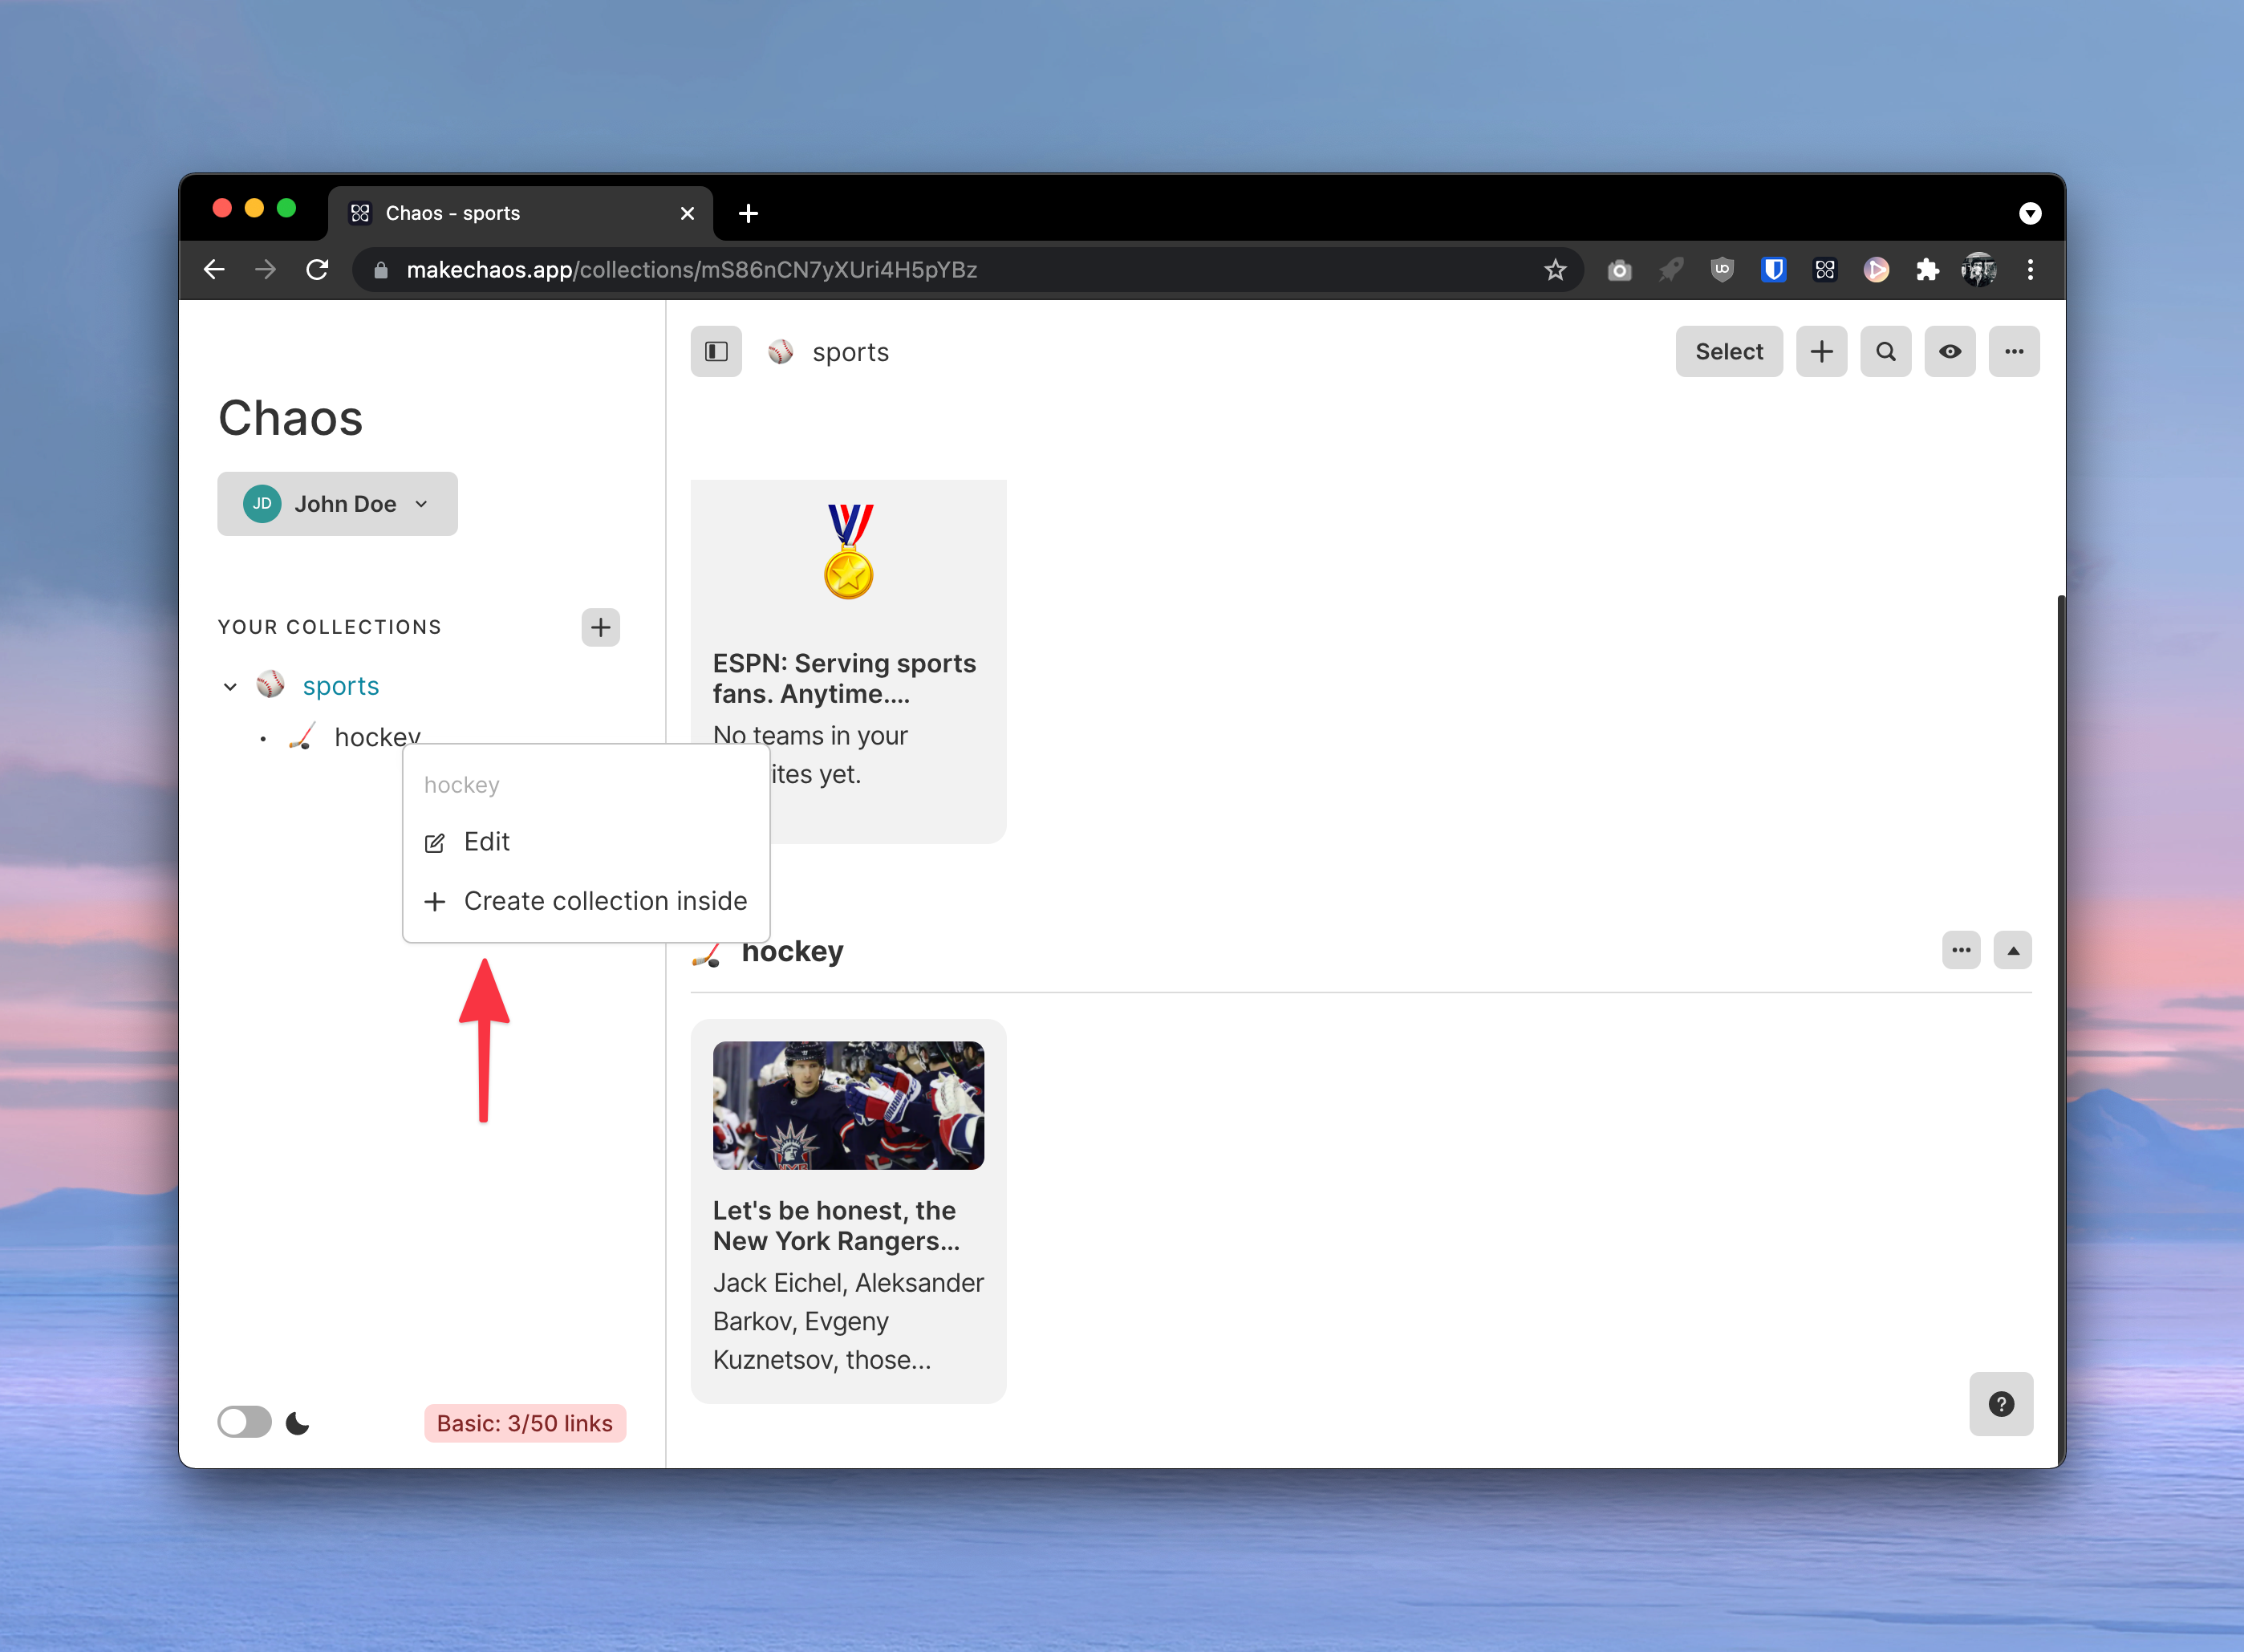 Chaos - sports
makechaos.app/collections/mS86nCN7yXUri4H5pYBz
sports
Select
Chaos
JD John Doe
YOUR COLLECTIONS
sports
hockey
hockey
Edit
Create collection inside
ESPN: Serving sports
fans. Anytime....
No teams in your
ites yet.
hockey
NYR
Let's be honest, the
New York Rangers...
Jack Eichel, Aleksander
Barkov, Evgeny
Kuznetsov, those...
Basic: 3/50 links
?